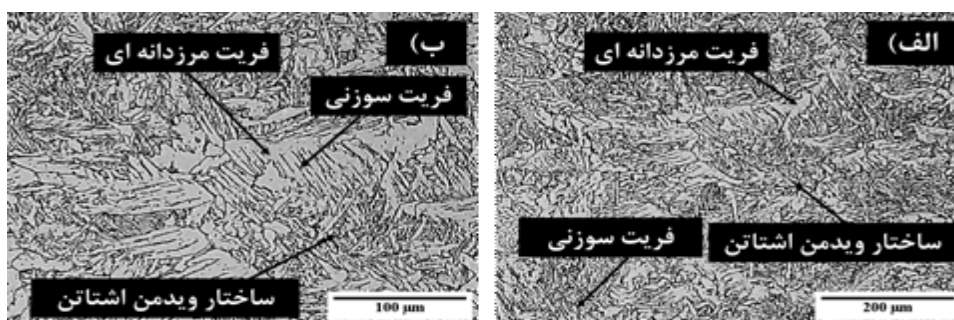 الف)
فریت مرزدانه ای
ساختار ویدمن اشتاتن
فریت سوزنی
200 µm
ب)
فریت مرزدانه ای
فریت سوزنی
ساختار ویدمن اشتاتن
100 µm